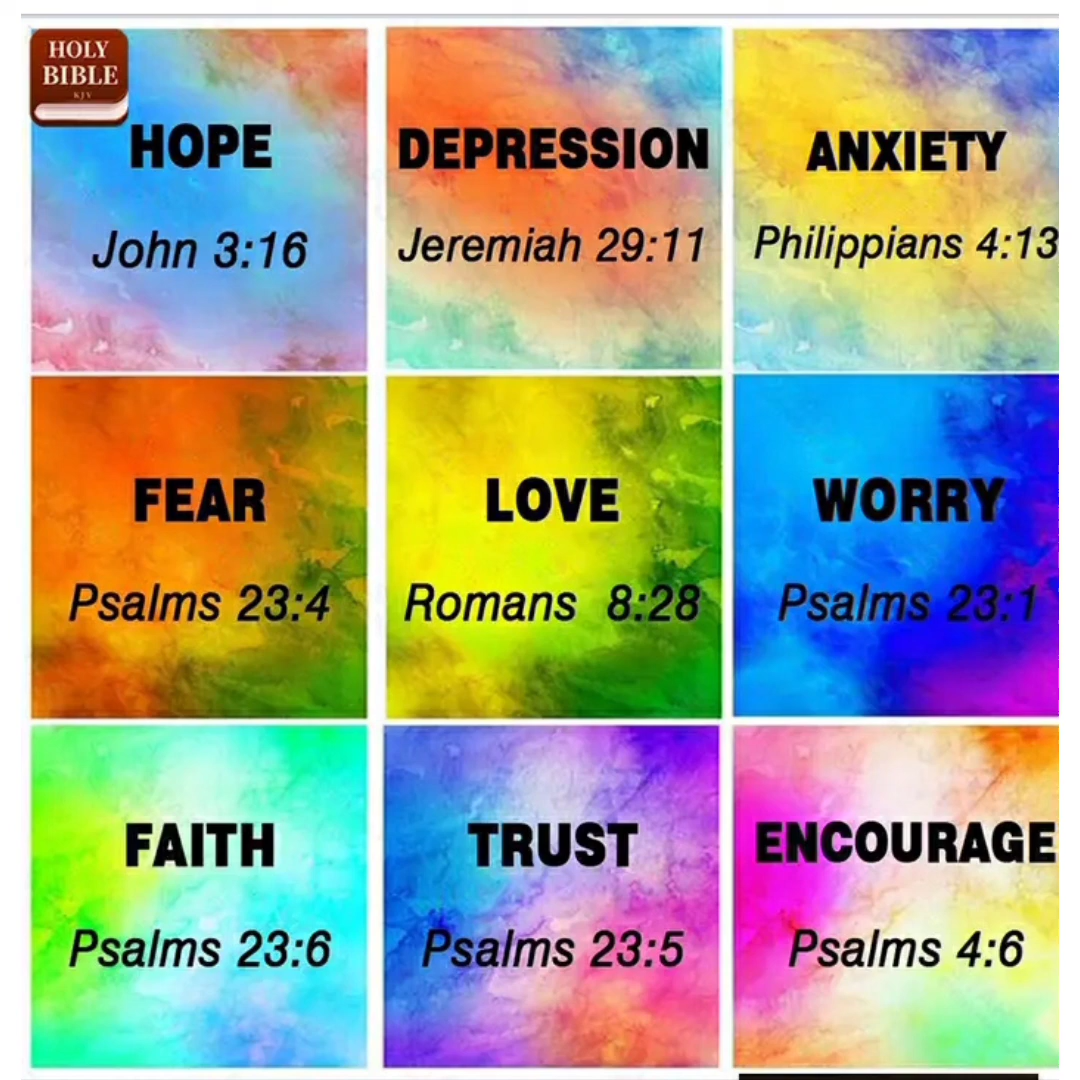 HOLY
BIBLE
KJV
HOPE
John 3:16
DEPRESSION
Jeremiah 29:11
ANXIETY
Philippians 4:13
FEAR
Psalms 23:4
LOVE
Romans 8:28
WORRY
Psalms 23:1
FAITH
Psalms 23:6
TRUST
Psalms 23:5
ENCOURAGE
Psalms 4:6